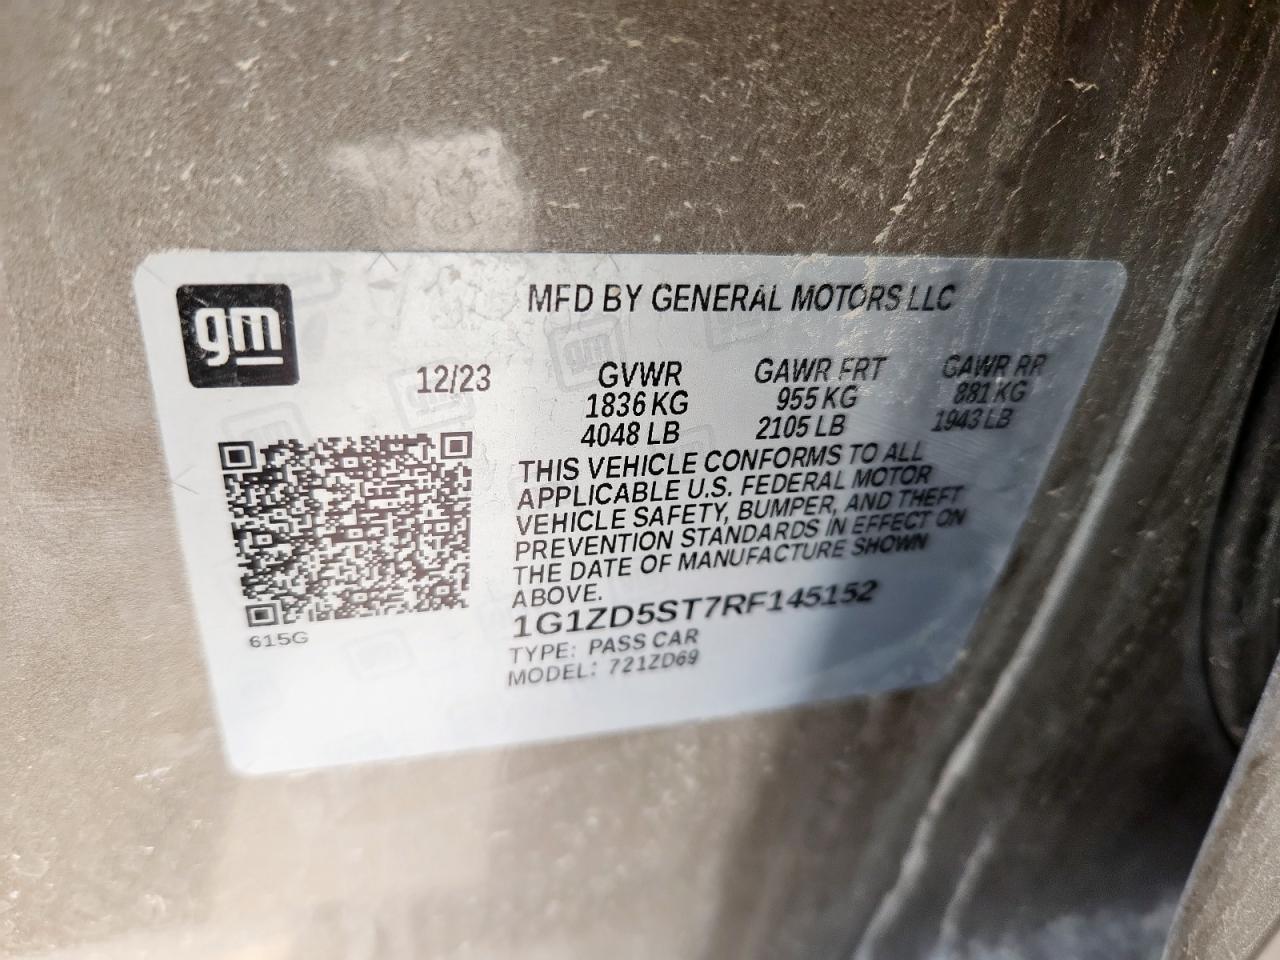 gm
MFD BY GENERAL MOTORS LLC
12/23
GVWR GAWR FRT GAWR RR
1836 KG 955 KG 881 KG
4048 LB 2105 LB 1943 LB
THIS VEHICLE CONFORMS TO ALL
APPLICABLE U.S. FEDERAL MOTOR
VEHICLE SAFETY, BUMPER, AND THEFT
PREVENTION STANDARDS IN EFFECT ON
THE DATE OF MANUFACTURE SHOWN
ABOVE.
1G1ZD5ST7RF145152
TYPE: PASS CAR
MODEL: 721ZD69
615G